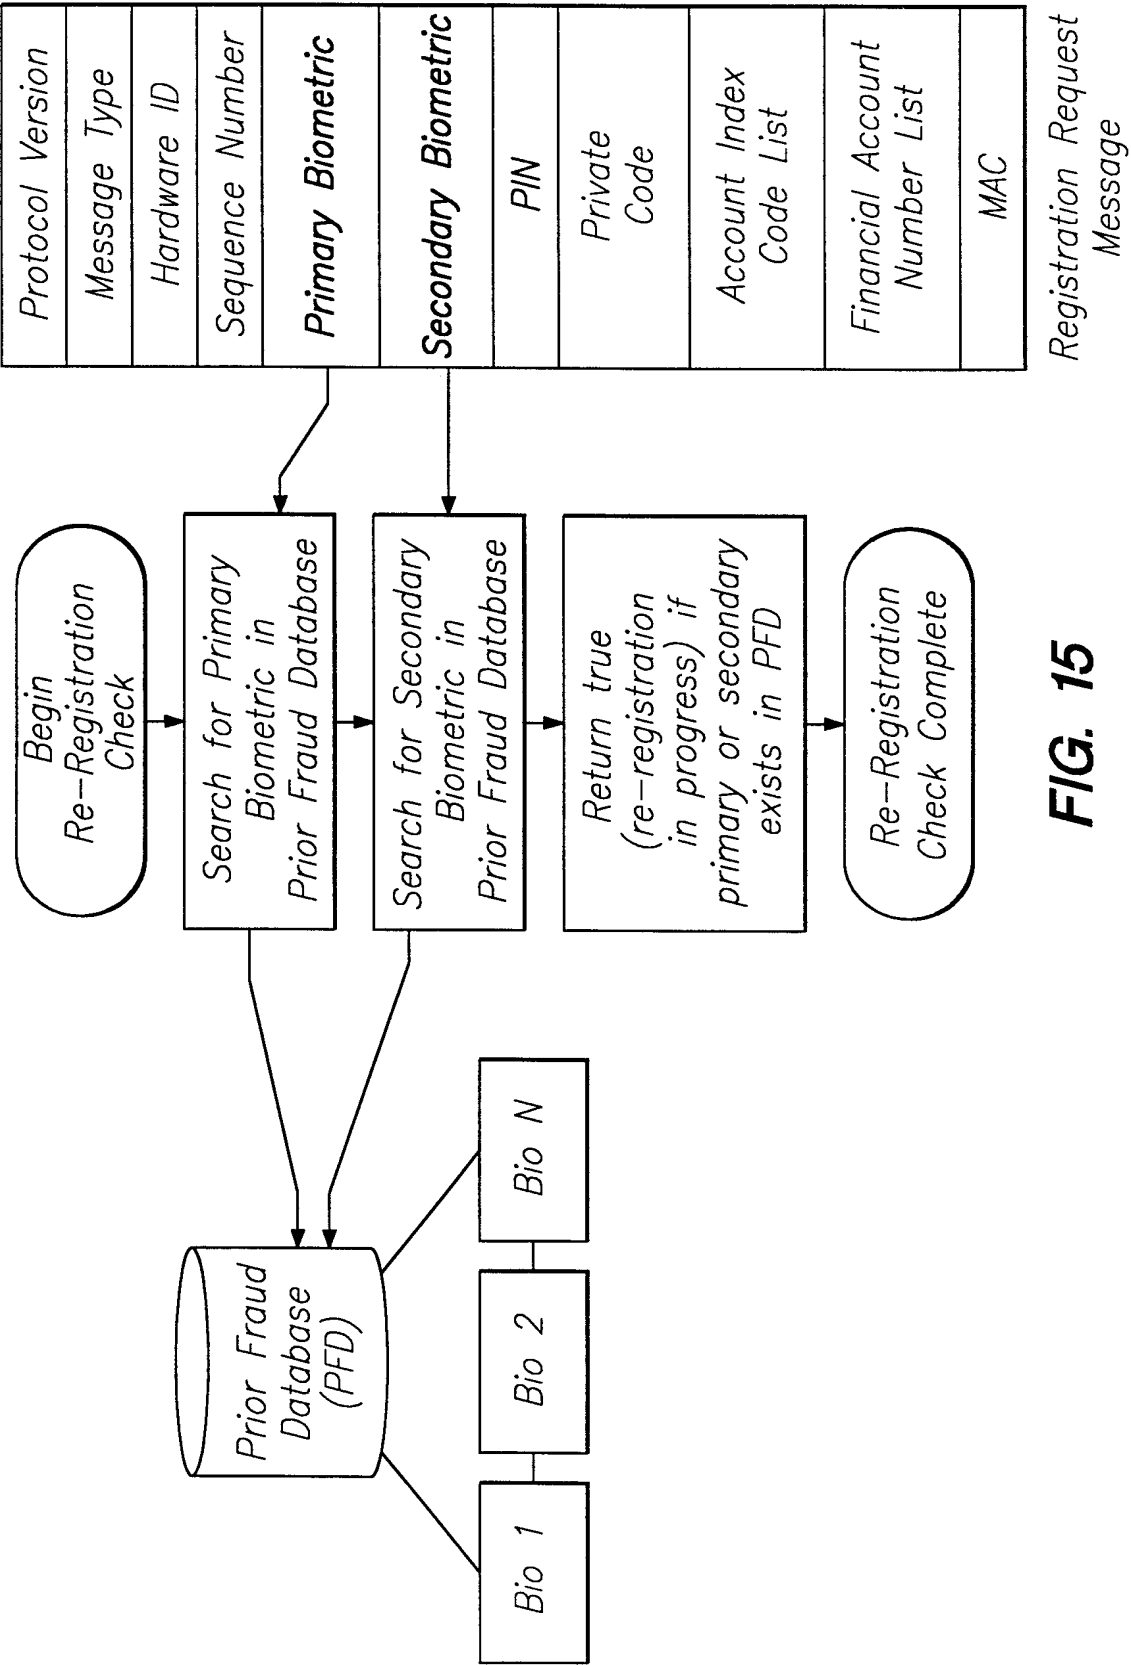 Prior Fraud
Database
(PFD)
Bio 1
Bio 2
Bio N
Begin
Re-Registration
Check
Search for Primary
Biometric in
Prior Fraud Database
Search for Secondary
Biometric in
Prior Fraud Database
Return true
(re-registration
in progress) if
primary or secondary
exists in PFD
Re-Registration
Check Complete
Protocol Version
Message Type
Hardware ID
Sequence Number
Primary Biometric
Secondary Biometric
PIN
Private
Code
Account Index
Code List
Financial Account
Number List
MAC
Registration Request
Message
FIG. 15